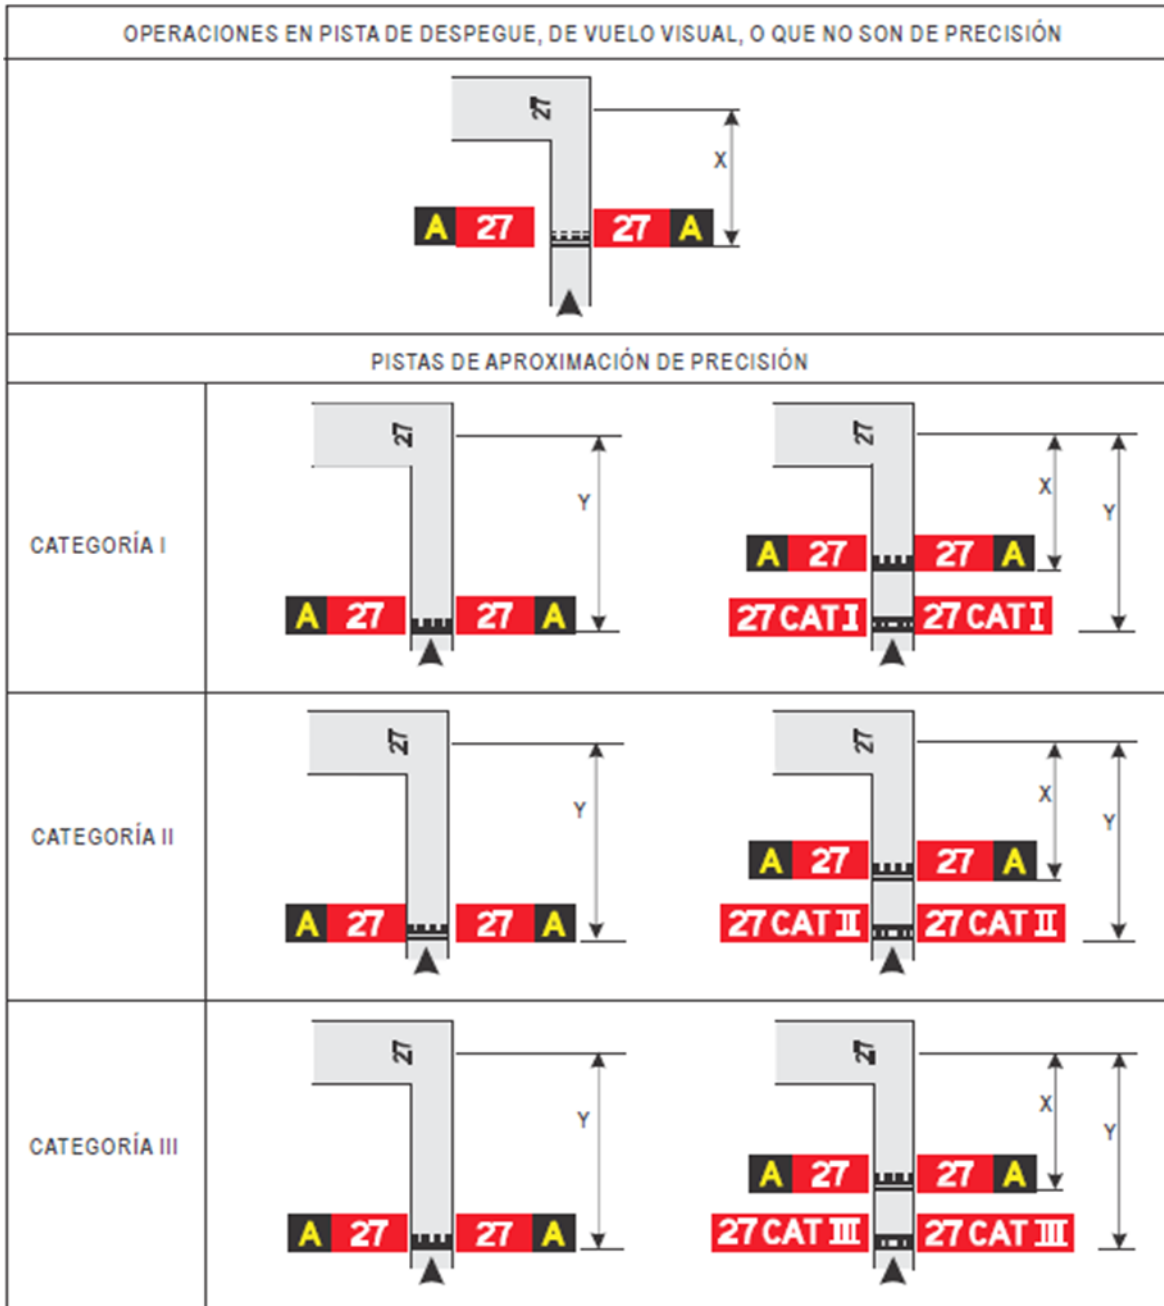 OPERACIONES EN PISTA DE DESPEGUE, DE VUELO VISUAL, O QUE NO SON DE PRECISIÓN
27
X
A 27 27 A
PISTAS DE APROXIMACIÓN DE PRECISIÓN
CATEGORÍA I
27
Y
A 27 27 A
27
X
Y
A 27 27 A
27 CAT I 27 CAT I
CATEGORÍA II
27
Y
A 27 27 A
27
X
Y
A 27 27 A
27 CAT II 27 CAT II
CATEGORÍA III
27
Y
A 27 27 A
27
X
Y
A 27 27 A
27 CAT III 27 CAT III